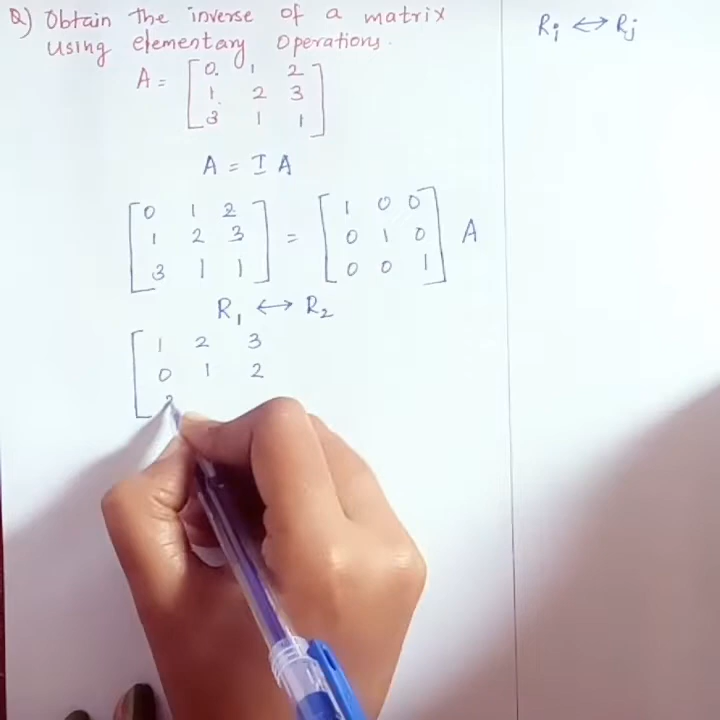 Q) Obtain the inverse of a matrix
using elementary operations.
A = [ 0 1 2
1 2 3
3 1 1 ]
A = I A
[ 0 1 2 ] = [ 1 0 0 ] A
1 2 3 0 1 0
3 1 1 0 0 1
R1 ↔ R2
[ 1 2 3
0 1 2
Ri ↔ Rj